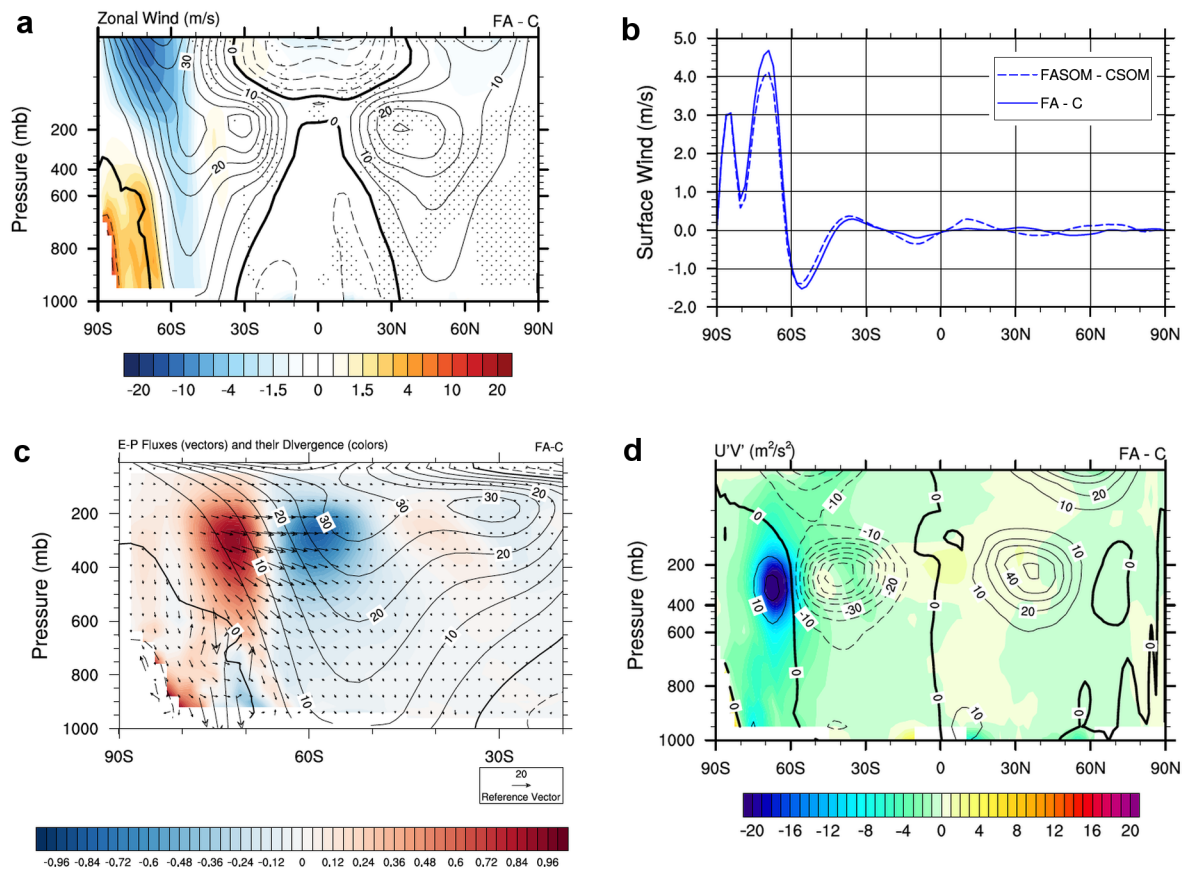 a
Zonal Wind (m/s)
FA - C
Pressure (mb)
200
400
600
800
1000
0
30
10
10
20
20
10
0
20
90S 60S 30S 0 30N 60N 90N
-20 -10 -4 -1.5 0 1.5 4 10 20
b
Surface Wind (m/s)
5.0
4.0
3.0
2.0
1.0
0.0
-1.0
-2.0
FASOM - CSOM
FA - C
90S 60S 30S 0 30N 60N 90N
c
E-P Fluxes (vectors) and their Divergence (colors)
FA-C
Pressure (mb)
200
400
600
800
1000
30
20
30
20
30
10
20
20
0
10
10
90S 60S 30S
20
Reference Vector
-0.96 -0.84 -0.72 -0.6 -0.48 -0.36 -0.24 -0.12 0 0.12 0.24 0.36 0.48 0.6 0.72 0.84 0.96
d
U'V' (m²/s²)
FA - C
Pressure (mb)
200
400
600
800
1000
-10
0
20
10
0
-10
10
0
40
10
-20
10
-30
20
-10
0
0
0
0
0
10
0
90S 60S 30S 0 30N 60N 90N
-20 -16 -12 -8 -4 0 4 8 12 16 20